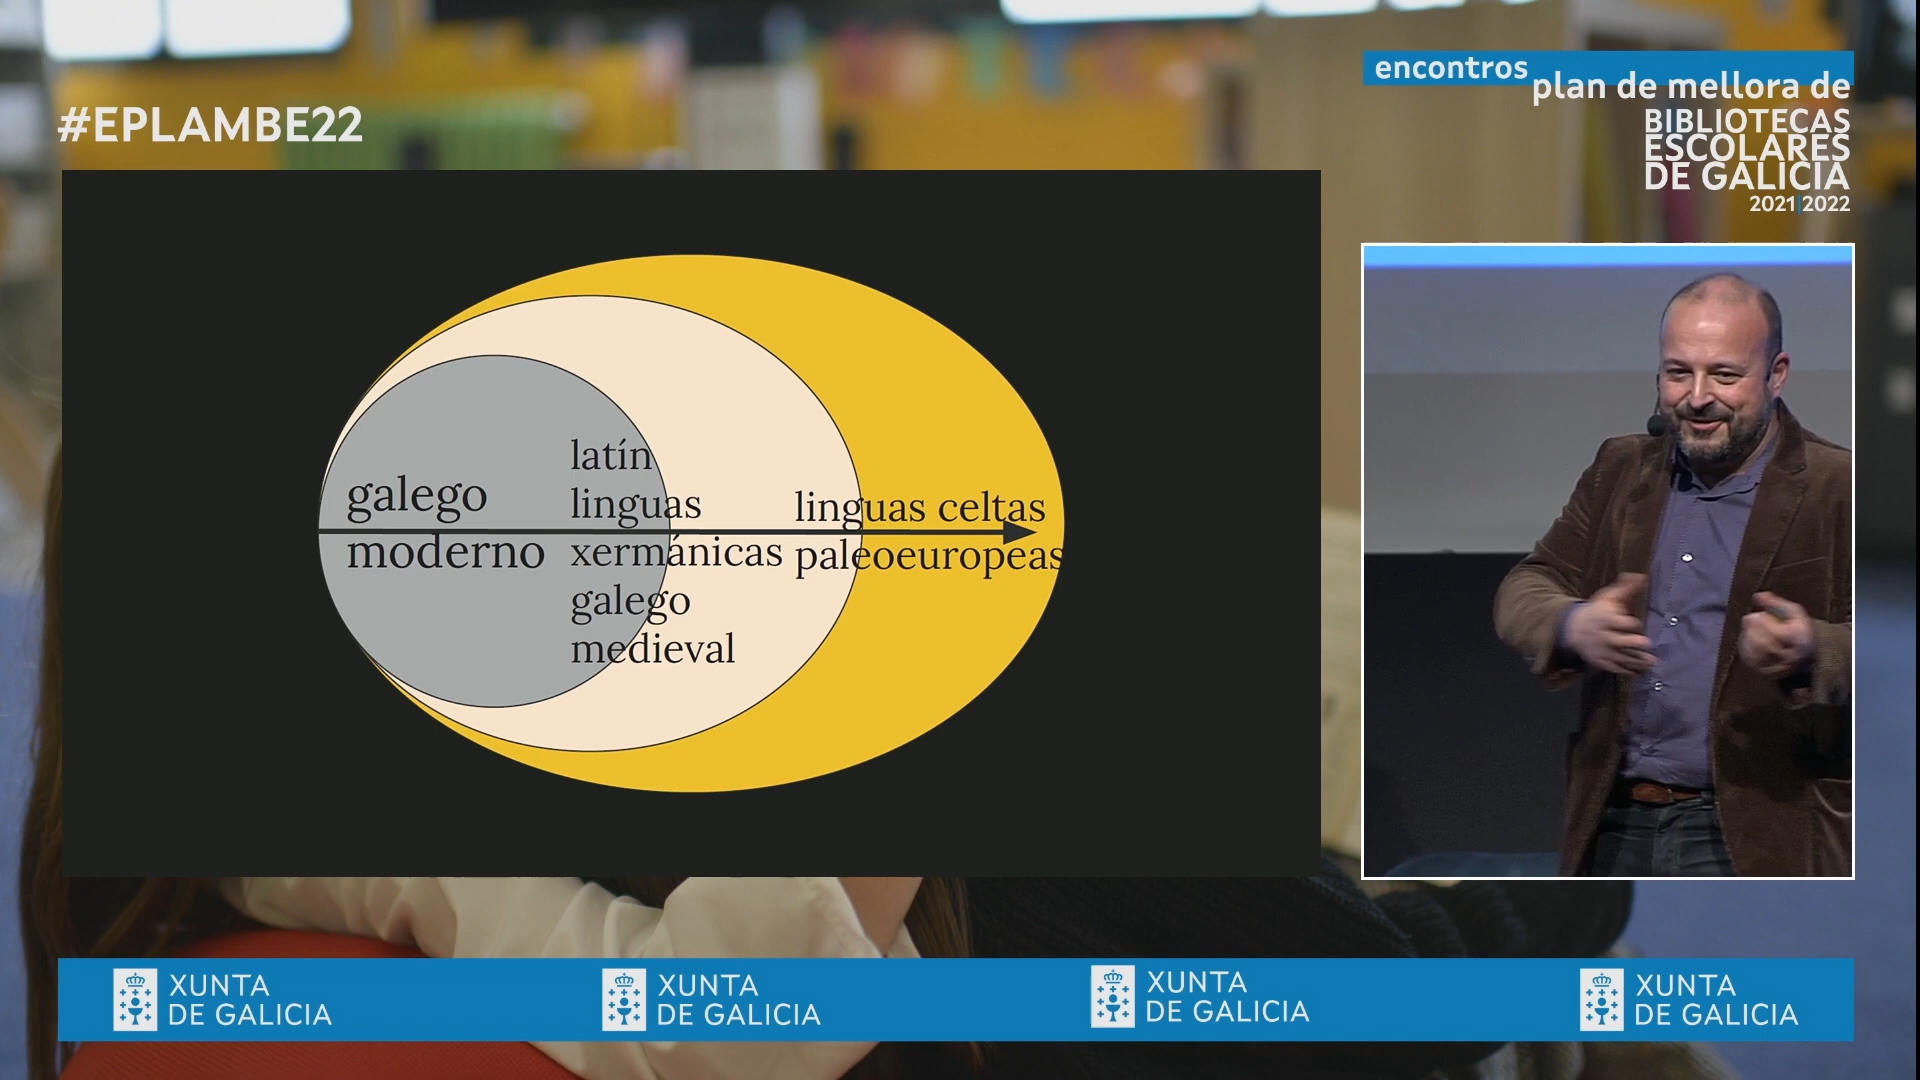 #EPLAMBE22
encontros
plan de mellora de
BIBLIOTECAS
ESCOLARES
DE GALICIA
2021|2022
galego
moderno
latín
linguas
xermánicas
galego
medieval
linguas celtas
paleoeuropeas
XUNTA
DE GALICIA
XUNTA
DE GALICIA
XUNTA
DE GALICIA
XUNTA
DE GALICIA